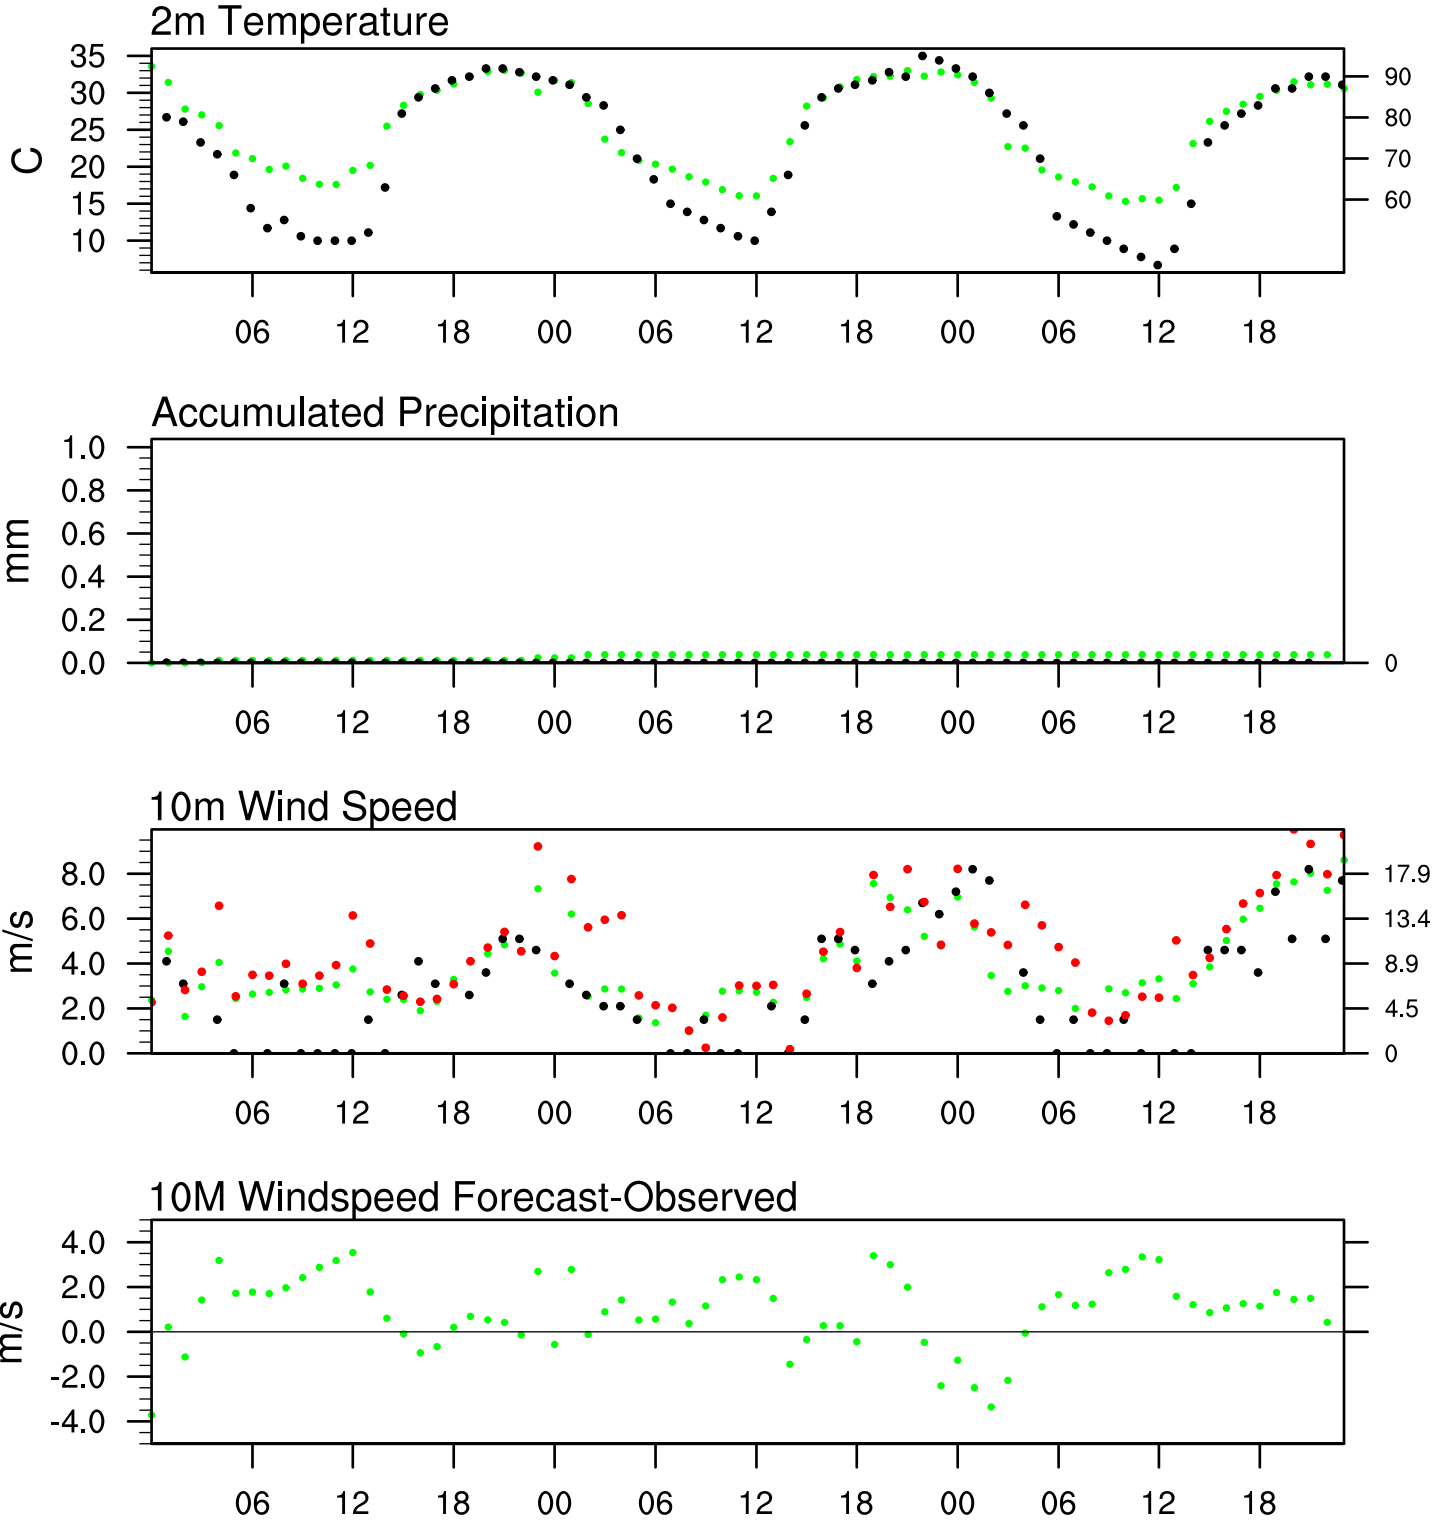 2m Temperature
35
30
25
20
15
10
C
90
80
70
60
06 12 18 00 06 12 18 00 06 12 18
Accumulated Precipitation
1.0
0.8
0.6
0.4
0.2
0.0
mm
0
06 12 18 00 06 12 18 00 06 12 18
10m Wind Speed
8.0
6.0
4.0
2.0
0.0
m/s
17.9
13.4
8.9
4.5
0
06 12 18 00 06 12 18 00 06 12 18
10M Windspeed Forecast-Observed
4.0
2.0
0.0
-2.0
-4.0
m/s
06 12 18 00 06 12 18 00 06 12 18